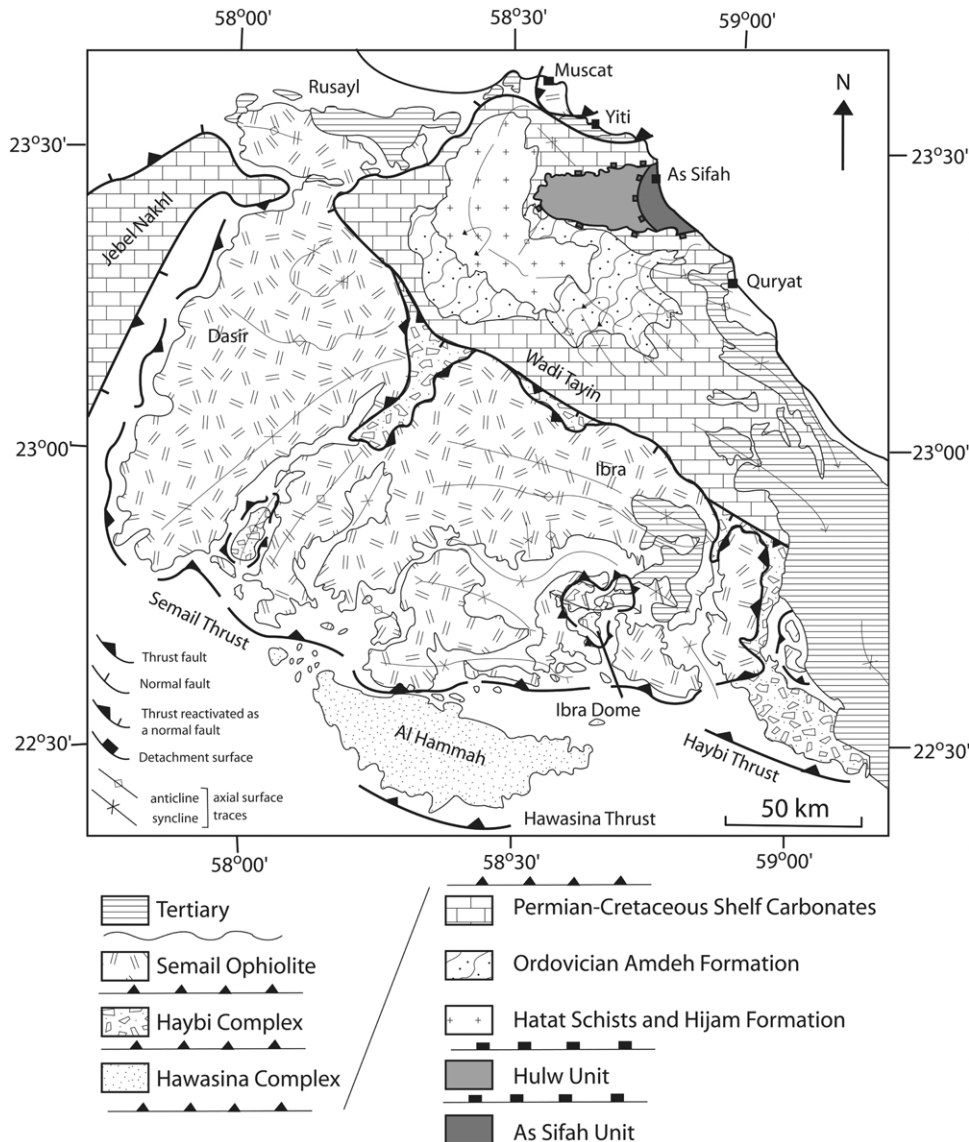 58°00'
58°30'
59°00'
Muscat
Rusayl
N
Yiti
23°30'
23°30'
As Sifah
Jebel Nakhl
Quryat
Dasir
Wadi Tayin
23°00'
23°00'
Ibra
Semail Thrust
Thrust fault
Normal fault
Ibra Dome
Thrust reactivated as
a normal fault
22°30'
Al Hammah
22°30'
Detachment surface
Haybi Thrust
anticline
syncline
axial surface
traces
50 km
Hawasina Thrust
58°00'
58°30'
59°00'
Tertiary
Semail Ophiolite
Haybi Complex
Hawasina Complex
Permian-Cretaceous Shelf Carbonates
Ordovician Amdeh Formation
Hatat Schists and Hijam Formation
Hulw Unit
As Sifah Unit